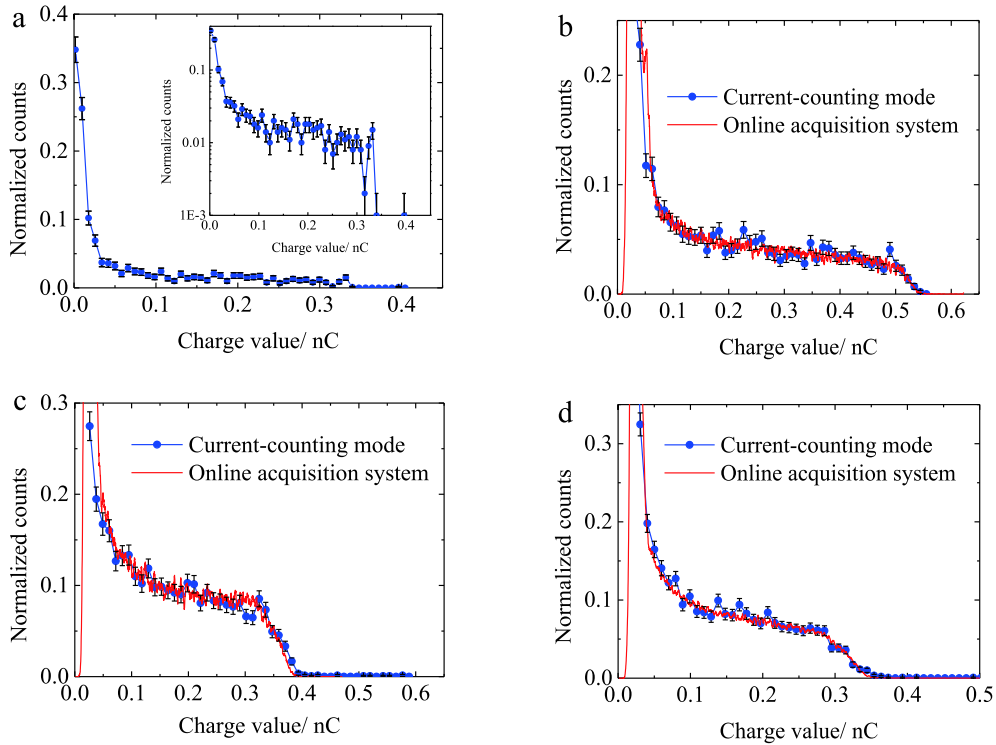 a
0.4
0.3
0.2
0.1
0.0
0.0
0.1
0.2
0.3
0.4
Normalized counts
Charge value/ nC
0.1
0.01
1E-3
0.0
0.1
0.2
0.3
0.4
Normalized counts
Charge value/ nC
b
0.2
0.1
0.0
0.0
0.1
0.2
0.3
0.4
0.5
0.6
Normalized counts
Charge value/ nC
Current-counting mode
Online acquisition system
c
0.3
0.2
0.1
0.0
0.0
0.1
0.2
0.3
0.4
0.5
0.6
Normalized counts
Charge value/ nC
Current-counting mode
Online acquisition system
d
0.3
0.2
0.1
0.0
0.0
0.1
0.2
0.3
0.4
0.5
Normalized counts
Charge value/ nC
Current-counting mode
Online acquisition system